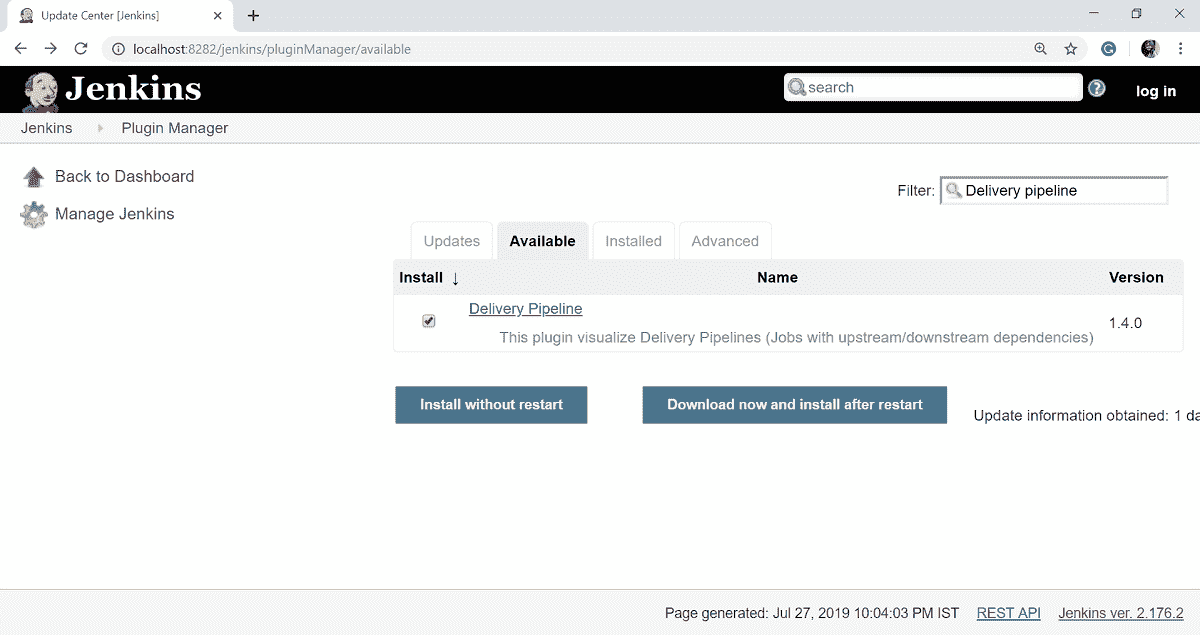 Update Center [Jenkins]
localhost:8282/jenkins/pluginManager/available
Jenkins
search
log in
Jenkins
Plugin Manager
Back to Dashboard
Manage Jenkins
Filter: Delivery pipeline
Updates
Available
Installed
Advanced
Install ↓
Name
Version
Delivery Pipeline
This plugin visualize Delivery Pipelines (Jobs with upstream/downstream dependencies)
1.4.0
Install without restart
Download now and install after restart
Update information obtained: 1 da
Page generated: Jul 27, 2019 10:04:03 PM IST
REST API
Jenkins ver. 2.176.2